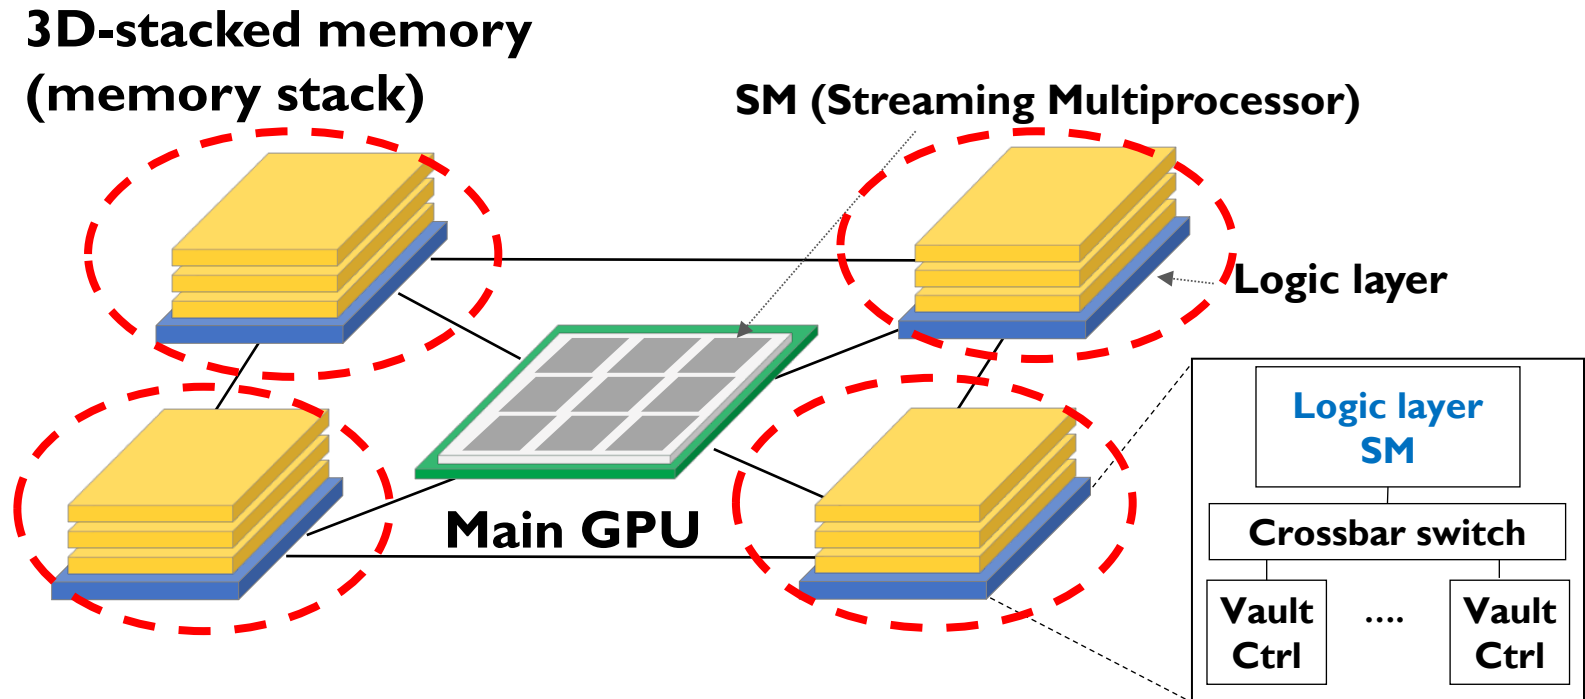 3D-stacked memory
(memory stack)
SM (Streaming Multiprocessor)
Logic layer
Main GPU
Logic layer
SM
Crossbar switch
Vault
Ctrl
....
Vault
Ctrl